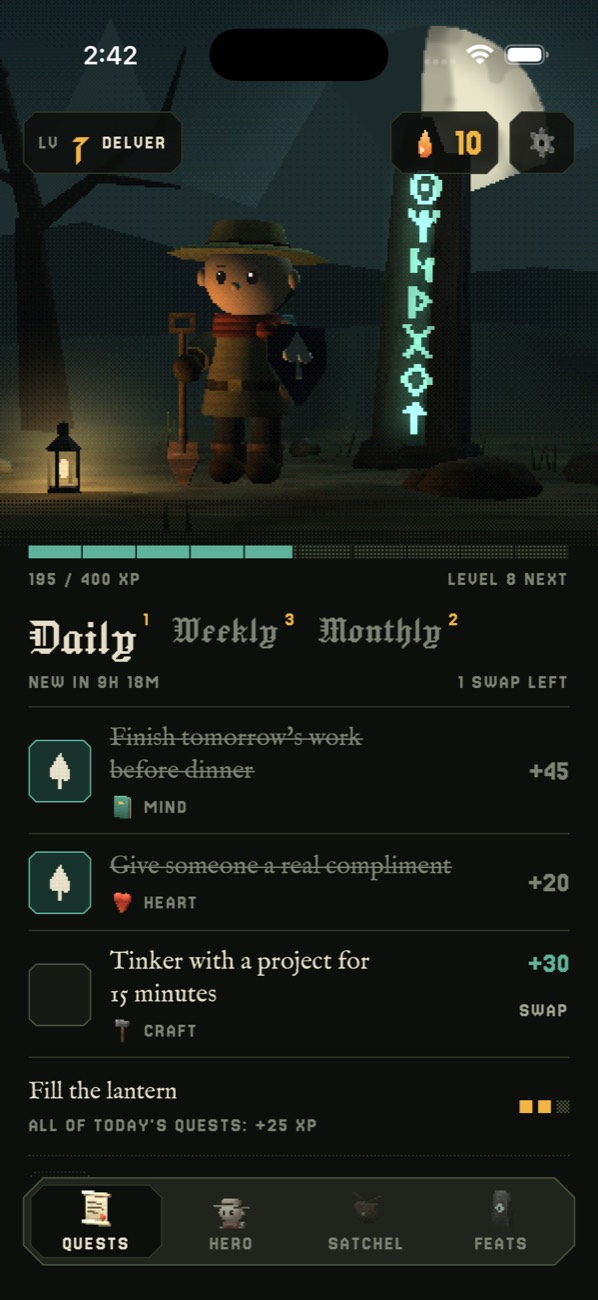 2:42
LV 7 DELVER
10
195 / 400 XP
LEVEL 8 NEXT
Daily 1 Weekly 3 Monthly 2
NEW IN 9H 18M
1 SWAP LEFT
Finish tomorrow's work
before dinner
+45
MIND
Give someone a real compliment
+20
HEART
Tinker with a project for
15 minutes
+30
SWAP
CRAFT
Fill the lantern
ALL OF TODAY'S QUESTS: +25 XP
QUESTS
HERO
SATCHEL
FEATS